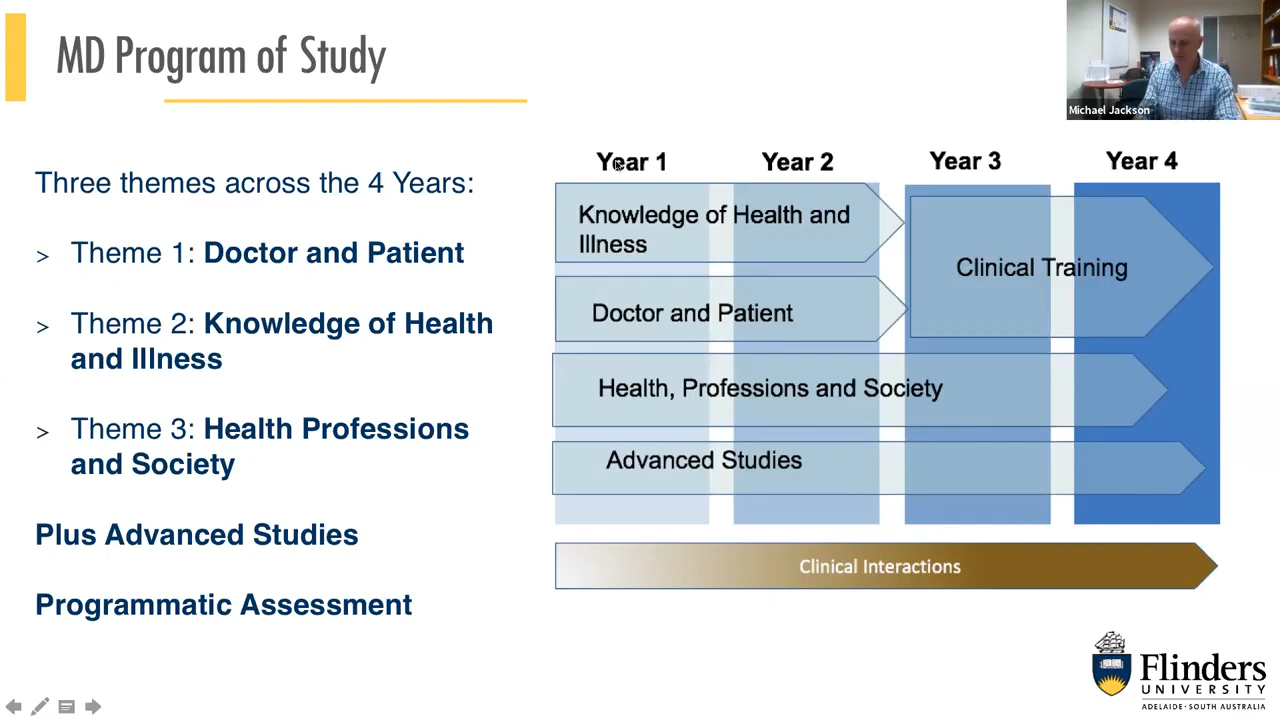 MD Program of Study
Michael Jackson
Three themes across the 4 Years:
> Theme 1: Doctor and Patient
> Theme 2: Knowledge of Health
and Illness
> Theme 3: Health Professions
and Society
Plus Advanced Studies
Programmatic Assessment
Year 1 Year 2 Year 3 Year 4
Knowledge of Health and
Illness
Clinical Training
Doctor and Patient
Health, Professions and Society
Advanced Studies
Clinical Interactions
Flinders
UNIVERSITY
ADELAIDE · SOUTH AUSTRALIA